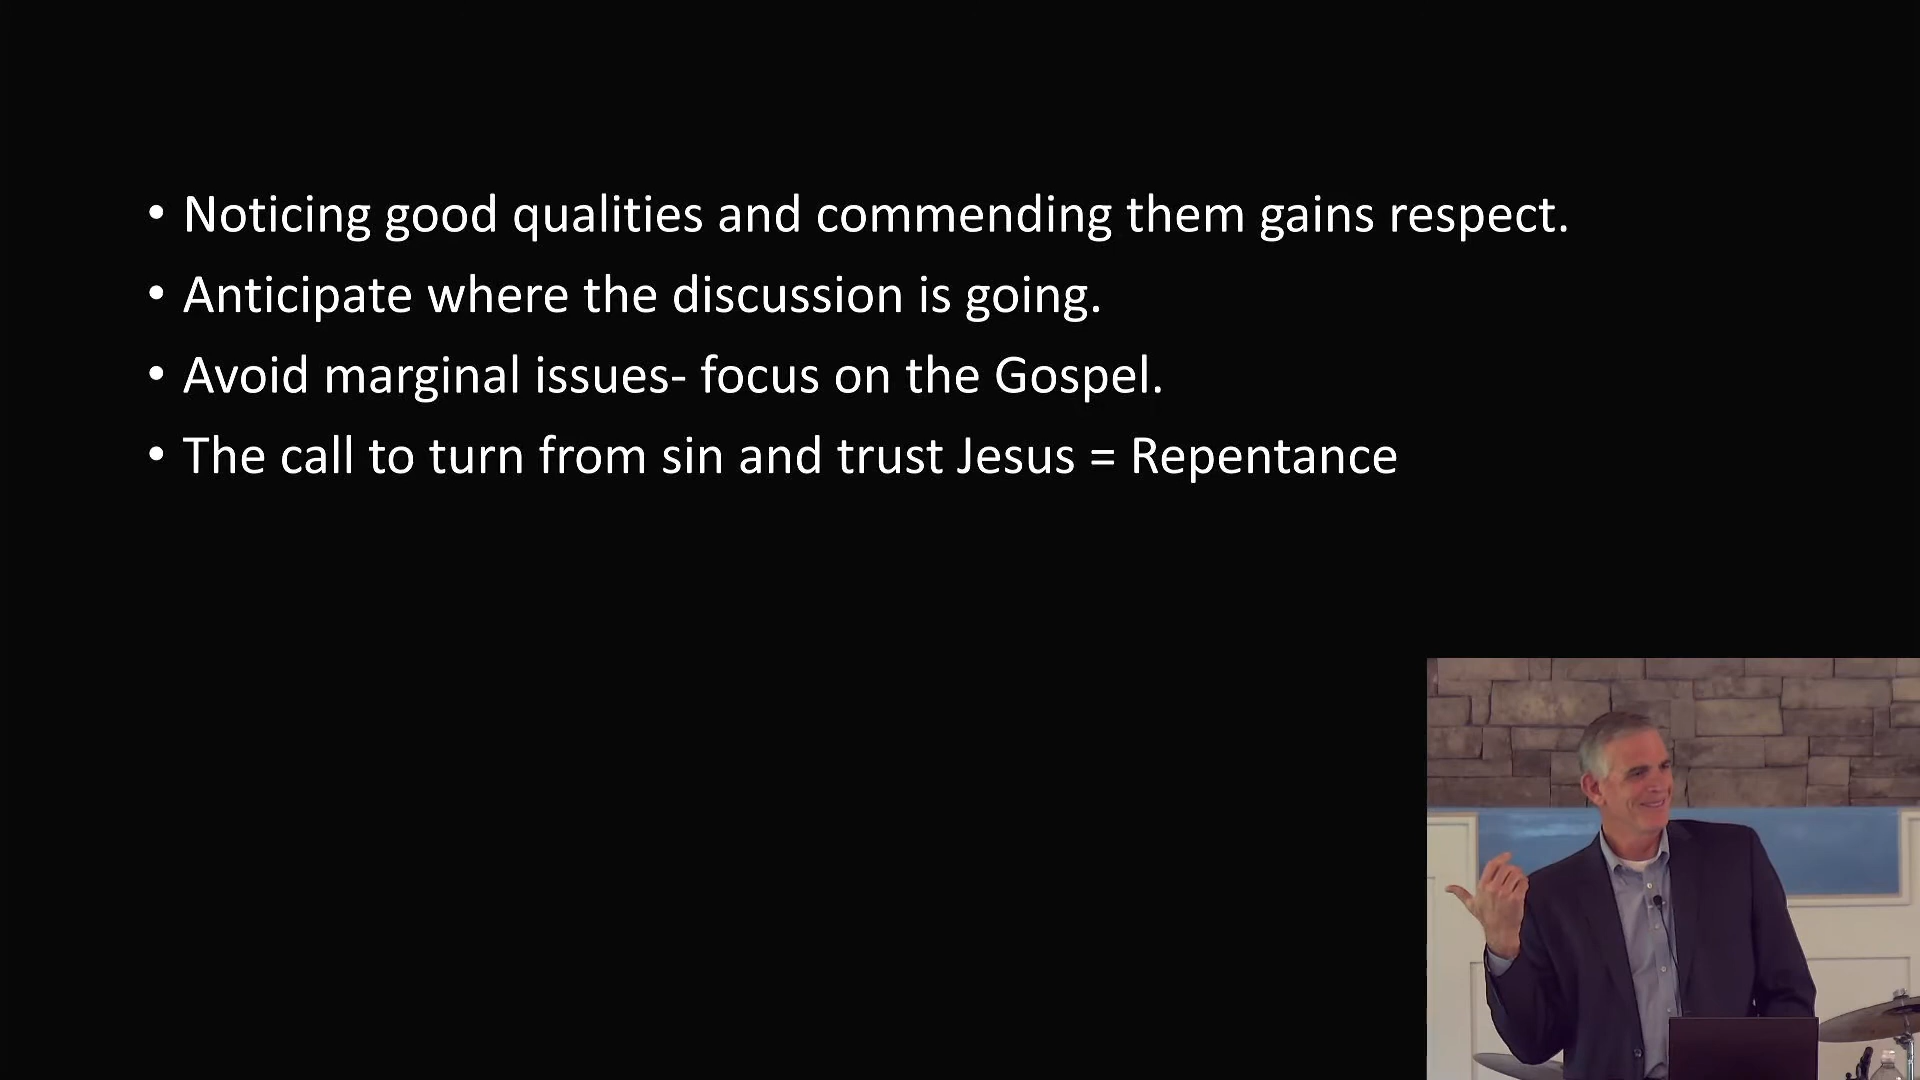 • Noticing good qualities and commending them gains respect.
• Anticipate where the discussion is going.
• Avoid marginal issues- focus on the Gospel.
• The call to turn from sin and trust Jesus = Repentance